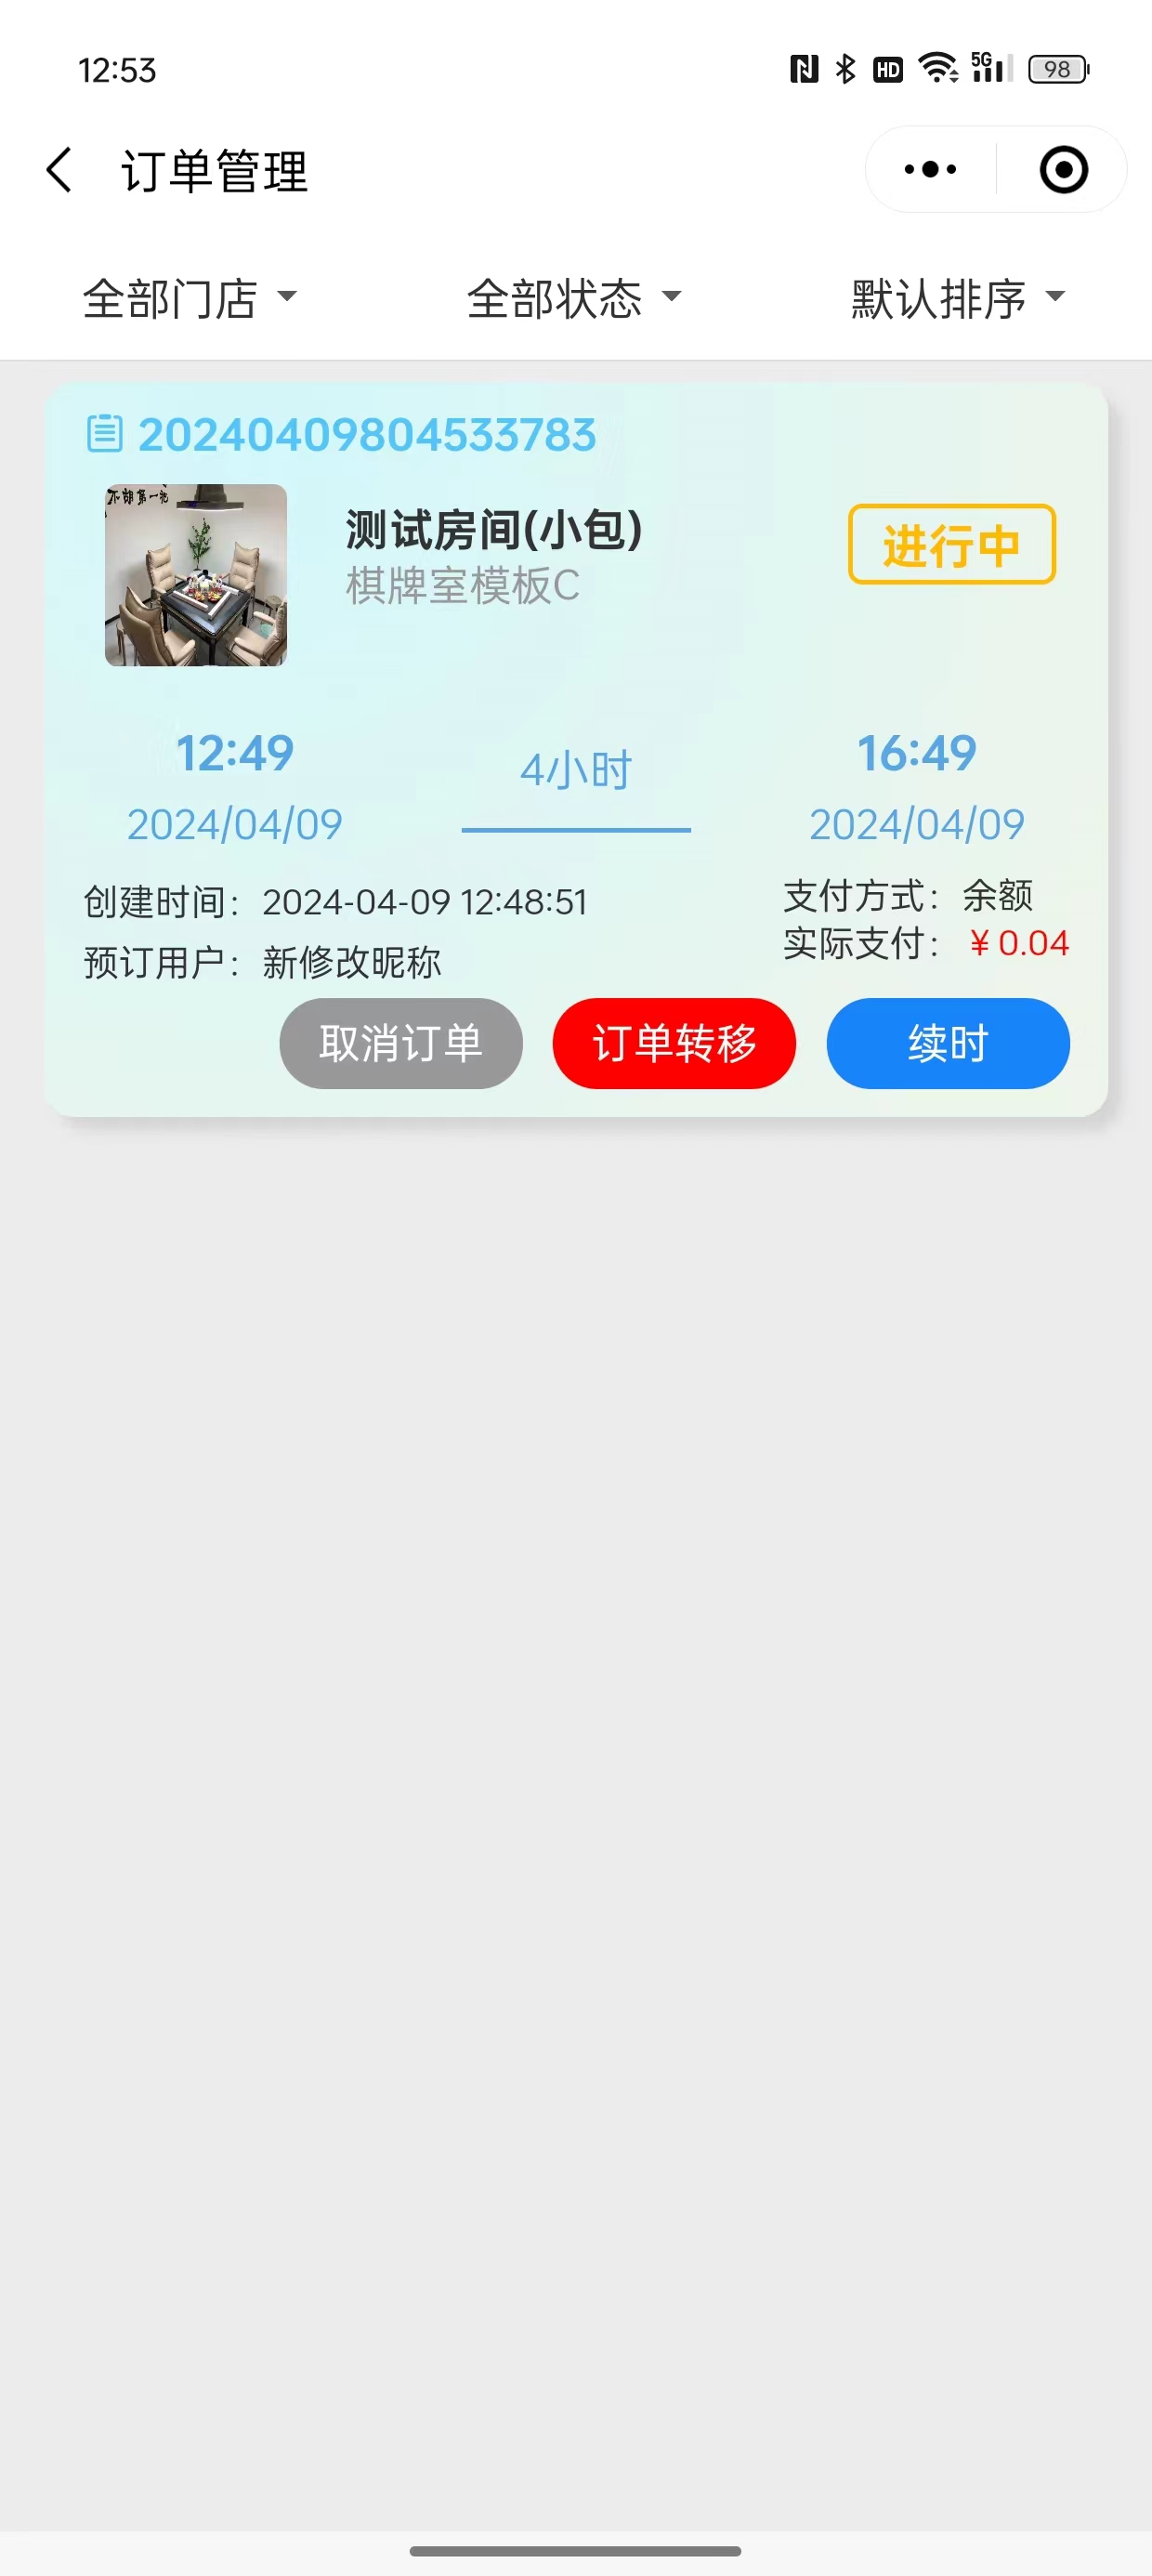 12:53
HD 5G 98
订单管理
全部门店 全部状态 默认排序
20240409804533783
测试房间(小包)
进行中
棋牌室模板C
12:49 4小时 16:49
2024/04/09 2024/04/09
创建时间：2024-04-09 12:48:51
支付方式：余额
实际支付：￥0.04
预订用户：新修改昵称
取消订单 订单转移 续时